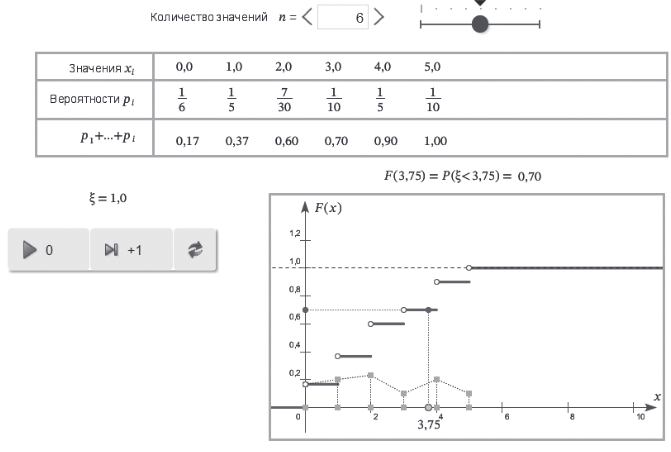 Количество значений n = 6
Значения xᵢ 0,0 1,0 2,0 3,0 4,0 5,0
Вероятности pᵢ 1/6 1/5 7/30 1/10 1/5 1/10
p₁+...+pᵢ 0,17 0,37 0,60 0,70 0,90 1,00
F(3,75) = P(ξ<3,75) = 0,70
ξ = 1,0
0 +1
F(x)
1,2
1,0
0,8
0,6
0,4
0,2
x
0 2 4 6 8 10
3,75